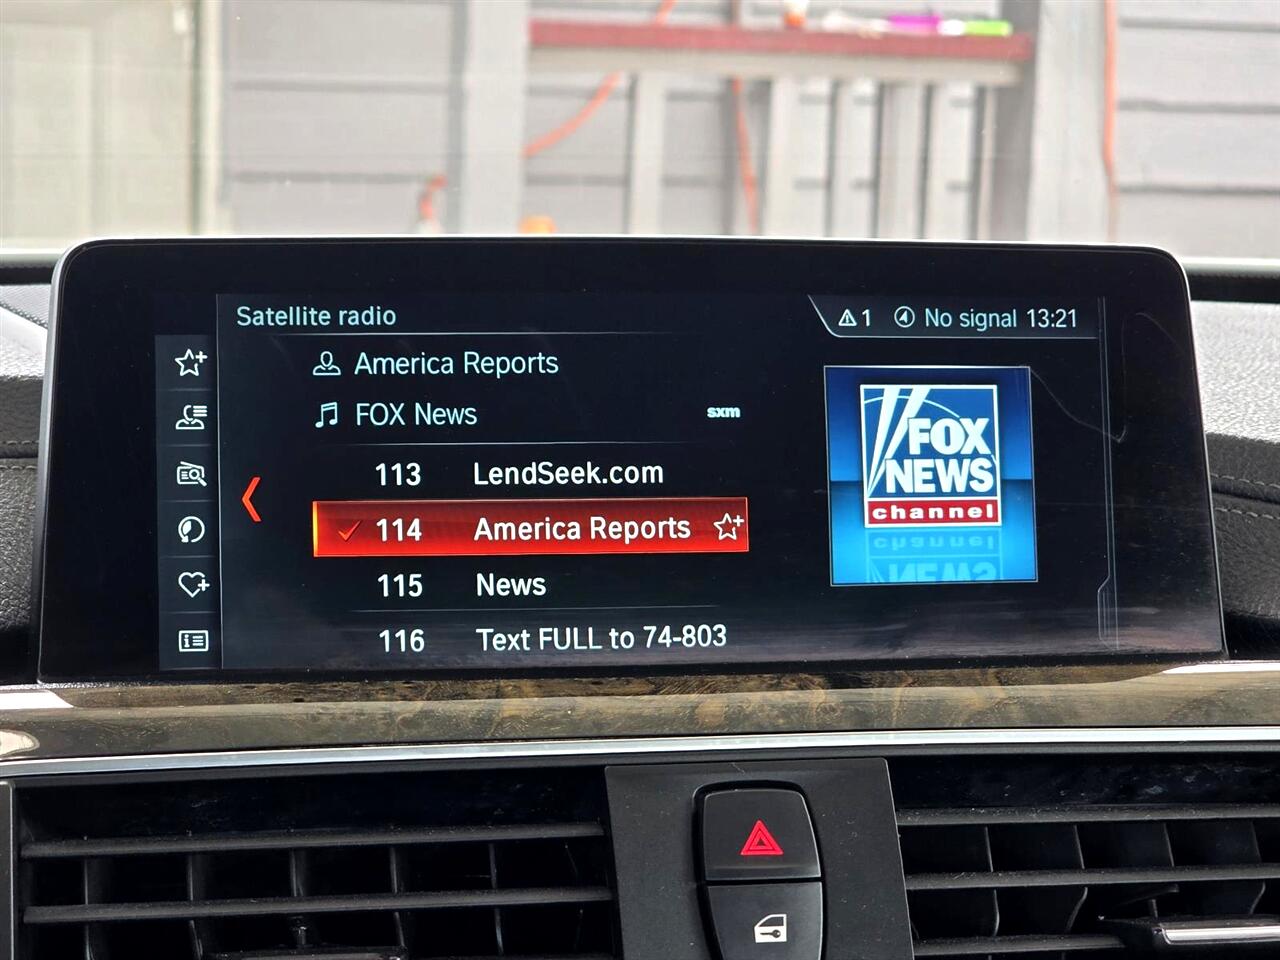 Satellite radio
1 No signal 13:21
America Reports
FOX News
sxm
113 LendSeek.com
114 America Reports
115 News
116 Text FULL to 74-803
FOX
NEWS
channel